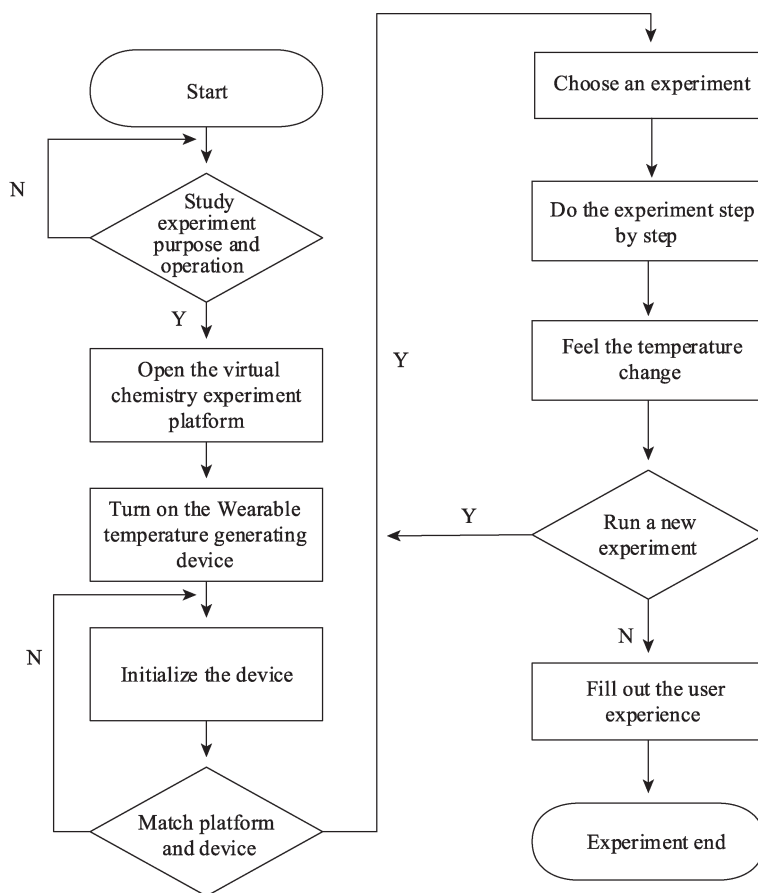 Start
N
Study
experiment
purpose and
operation
Y
Open the virtual
chemistry experiment
platform
Turn on the Wearable
temperature generating
device
N
Initialize the device
Match platform
and device
Y
Choose an experiment
Do the experiment step
by step
Feel the temperature
change
Y
Run a new
experiment
N
Fill out the user
experience
Experiment end